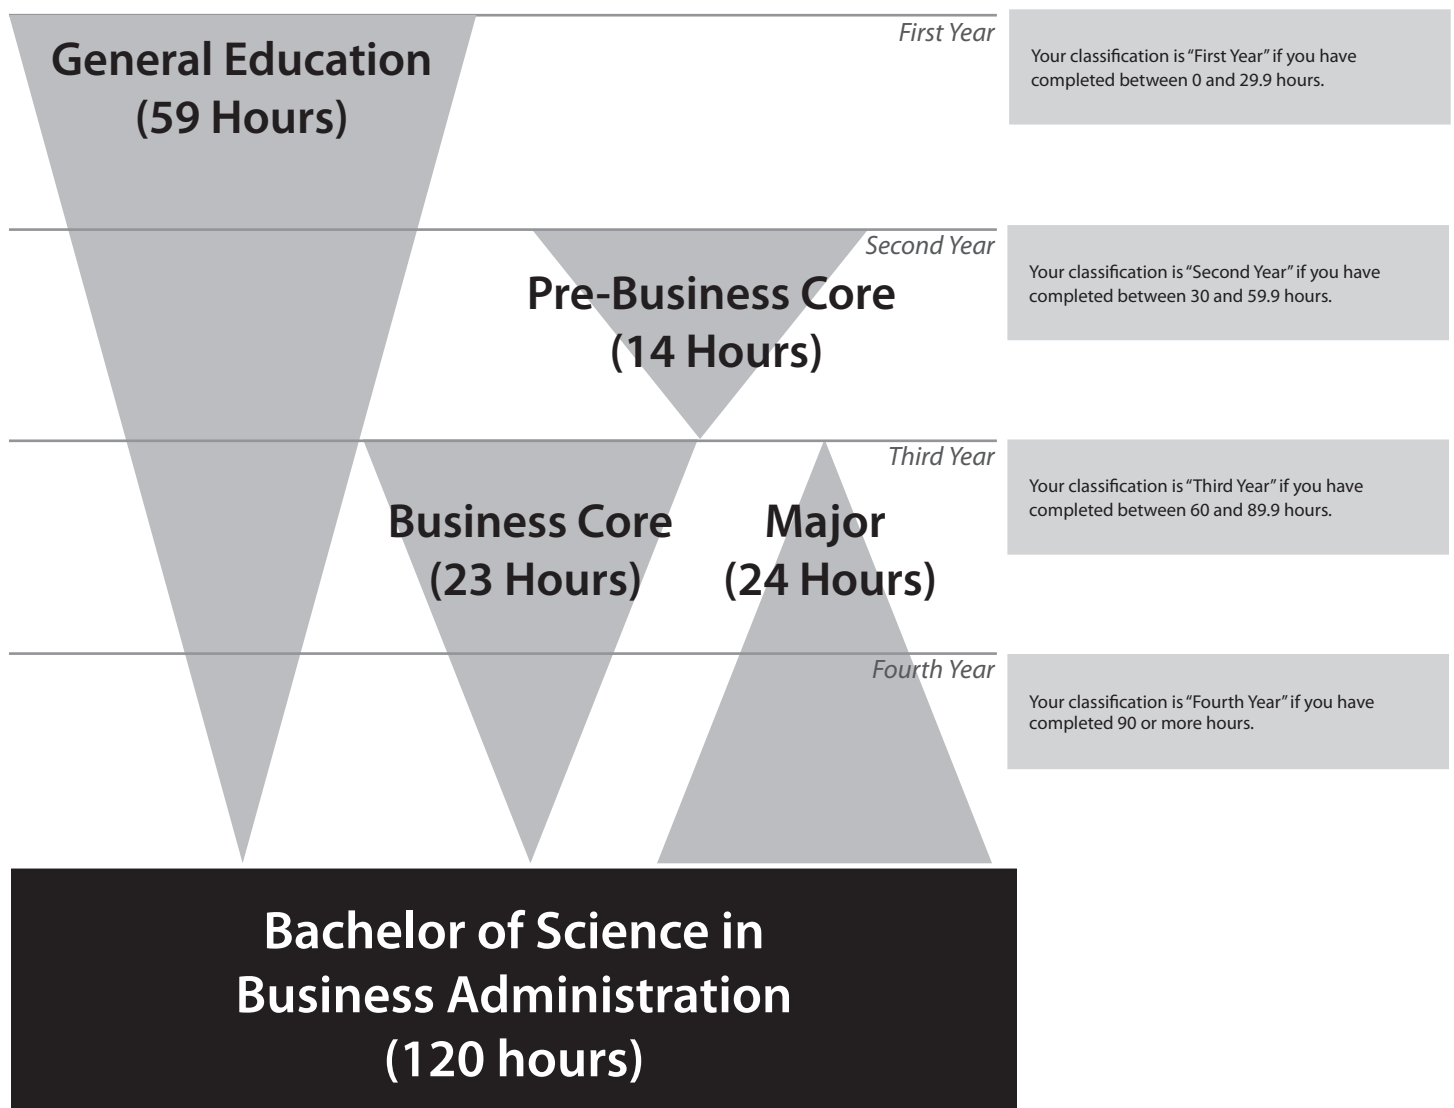 General Education
(59 Hours)
First Year
Your classification is “First Year” if you have
completed between 0 and 29.9 hours.
Second Year
Pre-Business Core
(14 Hours)
Your classification is “Second Year” if you have
completed between 30 and 59.9 hours.
Third Year
Business Core
(23 Hours)
Major
(24 Hours)
Your classification is “Third Year” if you have
completed between 60 and 89.9 hours.
Fourth Year
Your classification is “Fourth Year” if you have
completed 90 or more hours.
Bachelor of Science in
Business Administration
(120 hours)